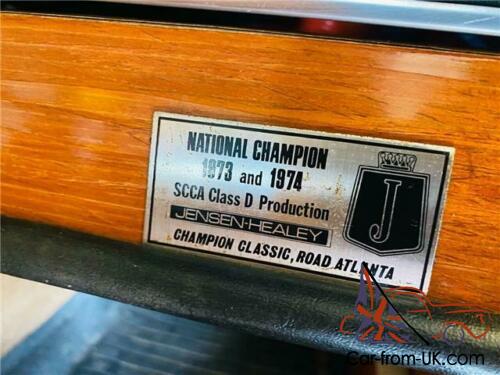 NATIONAL CHAMPION
1973 and 1974
SCCA Class D Production
JENSEN-HEALEY
CHAMPION CLASSIC, ROAD ATLANTA
J
Car-from-UK.com